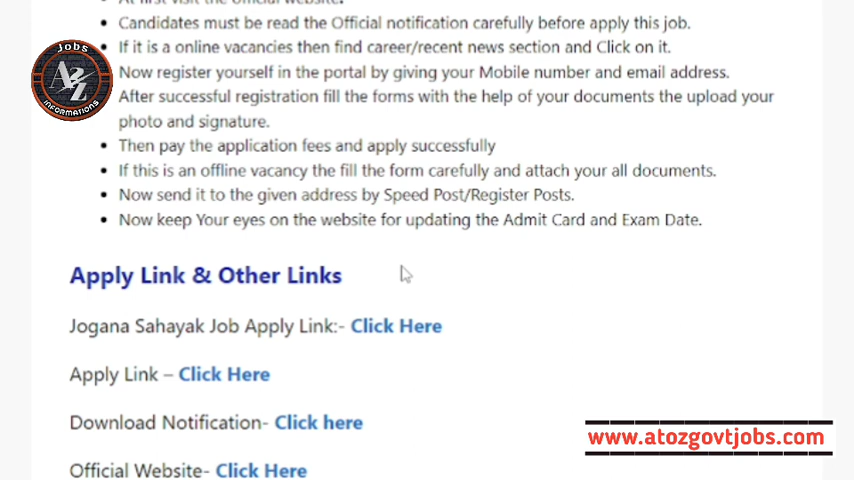 At first visit the official website.
Candidates must be read the Official notification carefully before apply this job.
If it is a online vacancies then find career/recent news section and Click on it.
Now register yourself in the portal by giving your Mobile number and email address.
After successful registration fill the forms with the help of your documents the upload your
photo and signature.
Then pay the application fees and apply successfully
If this is an offline vacancy the fill the form carefully and attach your all documents.
Now send it to the given address by Speed Post/Register Posts.
Now keep Your eyes on the website for updating the Admit Card and Exam Date.
Jobs
A2Z
INFORMATIONS
Apply Link & Other Links
Jogana Sahayak Job Apply Link:- Click Here
Apply Link – Click Here
Download Notification- Click here
Official Website- Click Here
www.atozgovtjobs.com